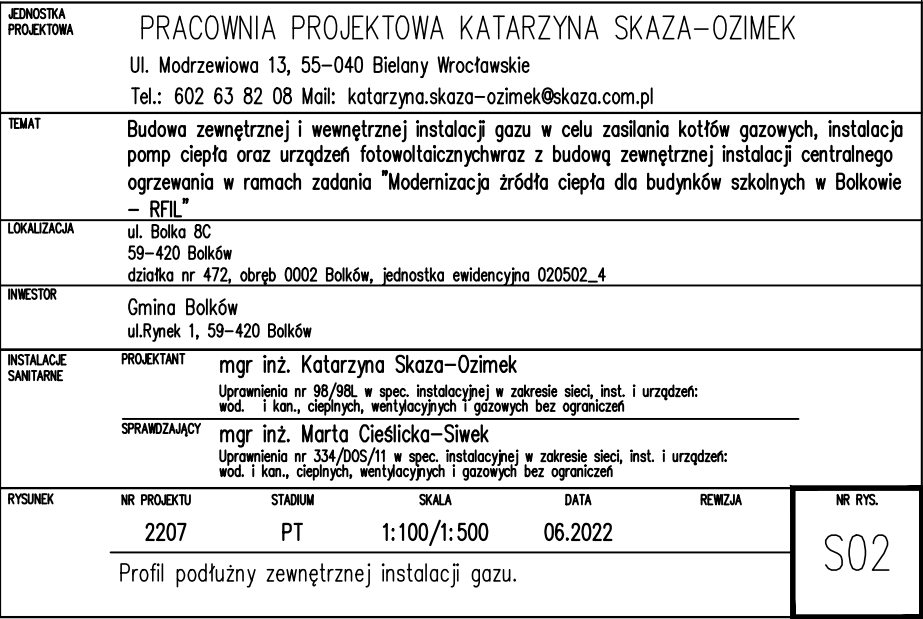 JEDNOSTKA
PROJEKTOWA
PRACOWNIA PROJEKTOWA KATARZYNA SKAZA-OZIMEK
Ul. Modrzewiowa 13, 55-040 Bielany Wrocławskie
Tel.: 602 63 82 08 Mail: katarzyna.skaza-ozimek@skaza.com.pl
TEMAT
Budowa zewnętrznej i wewnętrznej instalacji gazu w celu zasilania kotłów gazowych, instalacja
pomp ciepła oraz urządzeń fotowoltaicznychwraz z budową zewnętrznej instalacji centralnego
ogrzewania w ramach zadania "Modernizacja żródła ciepła dla budynków szkolnych w Bolkowie
- RFIL"
LOKALIZACJA
ul. Bolka 8C
59-420 Bolków
działka nr 472, obręb 0002 Bolków, jednostka ewidencyjna 020502_4
INWESTOR
Gmina Bolków
ul.Rynek 1, 59-420 Bolków
INSTALACJE
SANITARNE
PROJEKTANT
mgr inż. Katarzyna Skaza-Ozimek
Uprawnienia nr 98/98L w spec. instalacyjnej w zakresie sieci, inst. i urządzeń:
wod. i kan., cieplnych, wentylacyjnych i gazowych bez ograniczeń
SPRAWDZAJĄCY
mgr inż. Marta Cieślicka-Siwek
Uprawnienia nr 334/DOS/11 w spec. instalacyjnej w zakresie sieci, inst. i urządzeń:
wod. i kan., cieplnych, wentylacyjnych i gazowych bez ograniczeń
RYSUNEK
NR PROJEKTU STADIUM SKALA DATA REWIZJA NR RYS.
2207 PT 1:100/1:500 06.2022
S02
Profil podłużny zewnętrznej instalacji gazu.